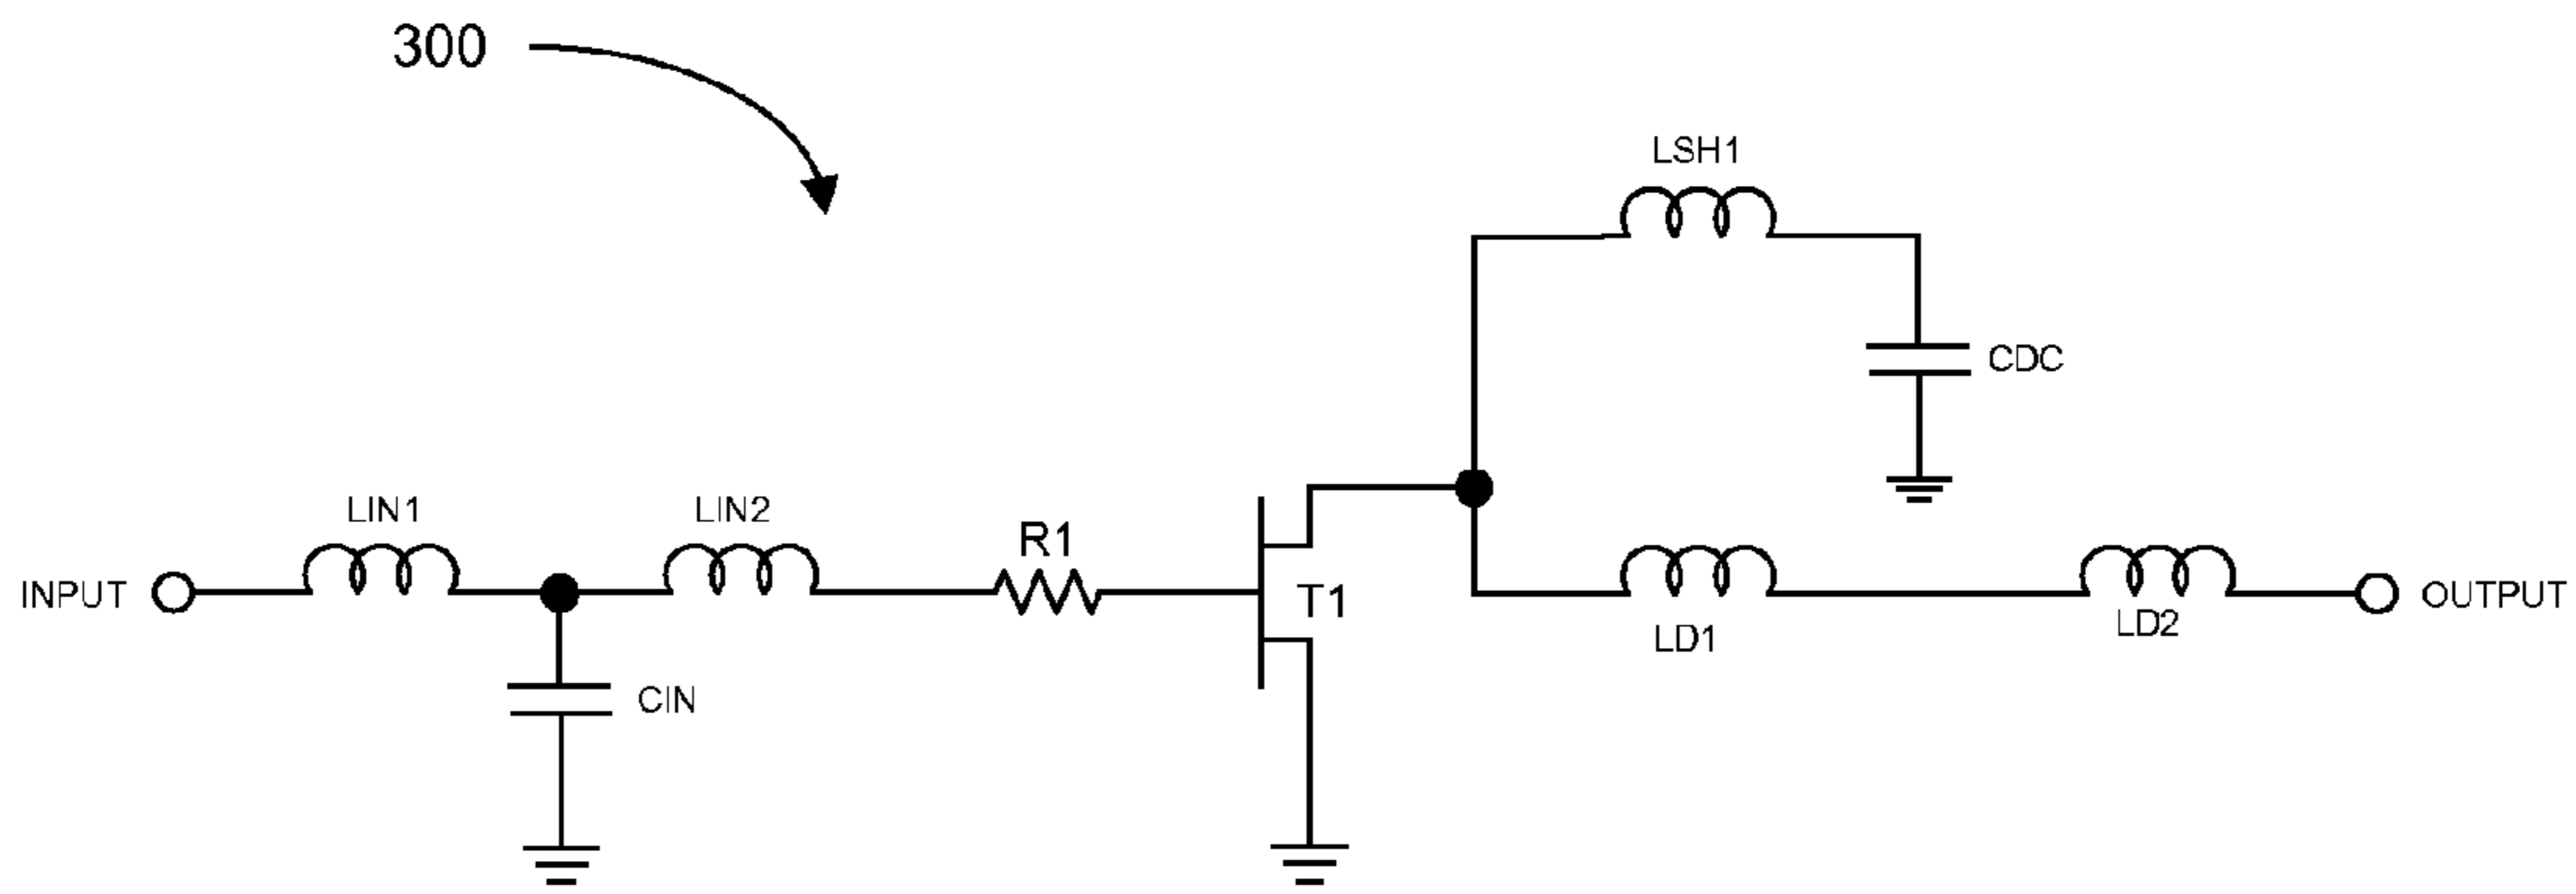 300
LSH1
CDC
LIN1
LIN2
R1
INPUT
T1
OUTPUT
LD1
LD2
CIN